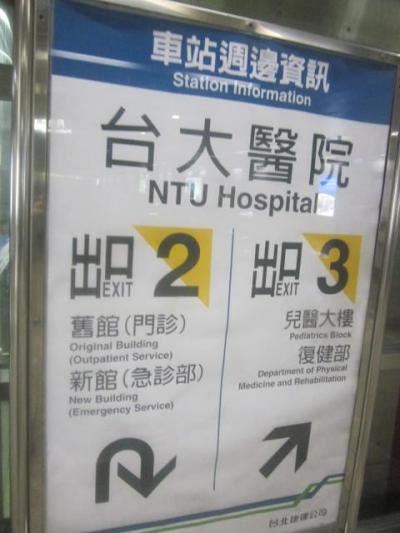 車站週邊資訊
Station Information
台大醫院
NTU Hospital
出口 EXIT 2
舊館(門診)
Original Building
(Outpatient Service)
新館(急診部)
New Building
(Emergency Service)
出口 EXIT 3
兒醫大樓
Pediatrics Block
復健部
Department of Physical
Medicine and Rehabilitation
台北捷運公司